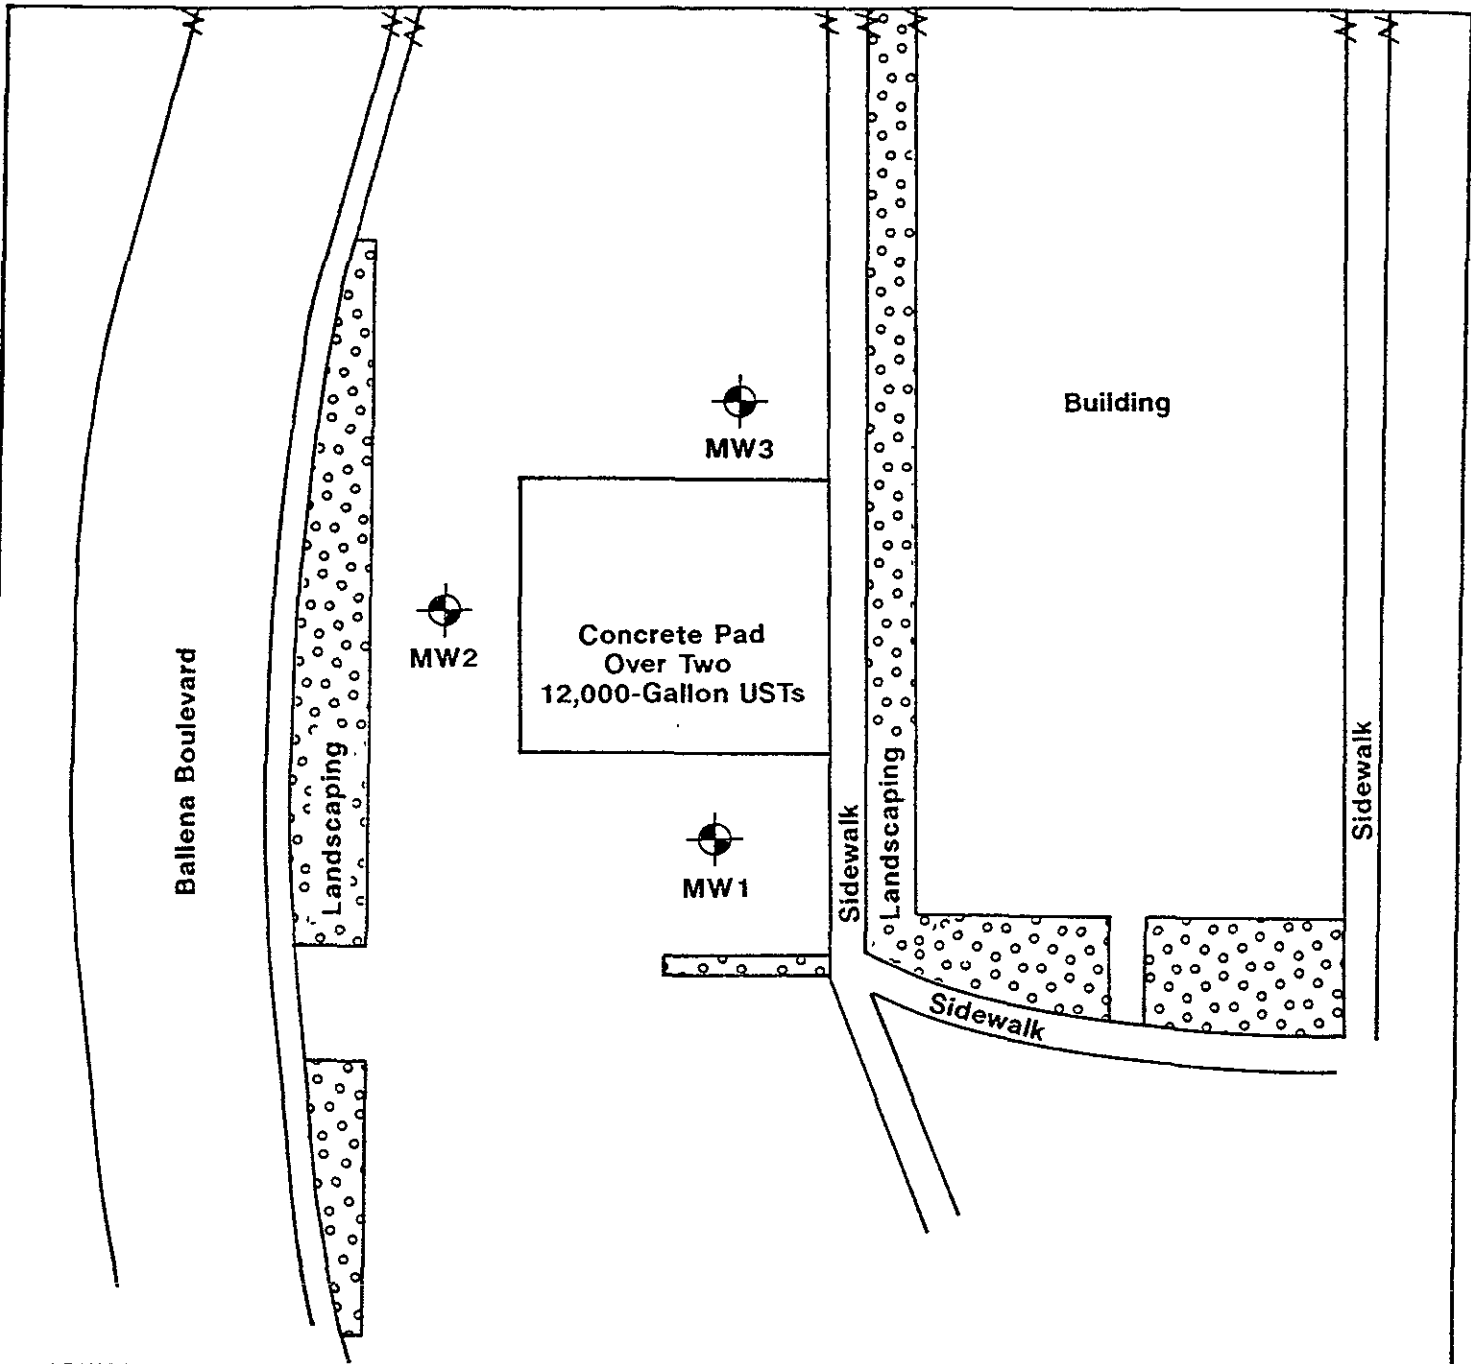 Building
MW3
Concrete Pad
Over Two
12,000-Gallon USTs
MW2
Ballena Boulevard
Landscaping
MW1
Sidewalk
Landscaping
Sidewalk
Sidewalk